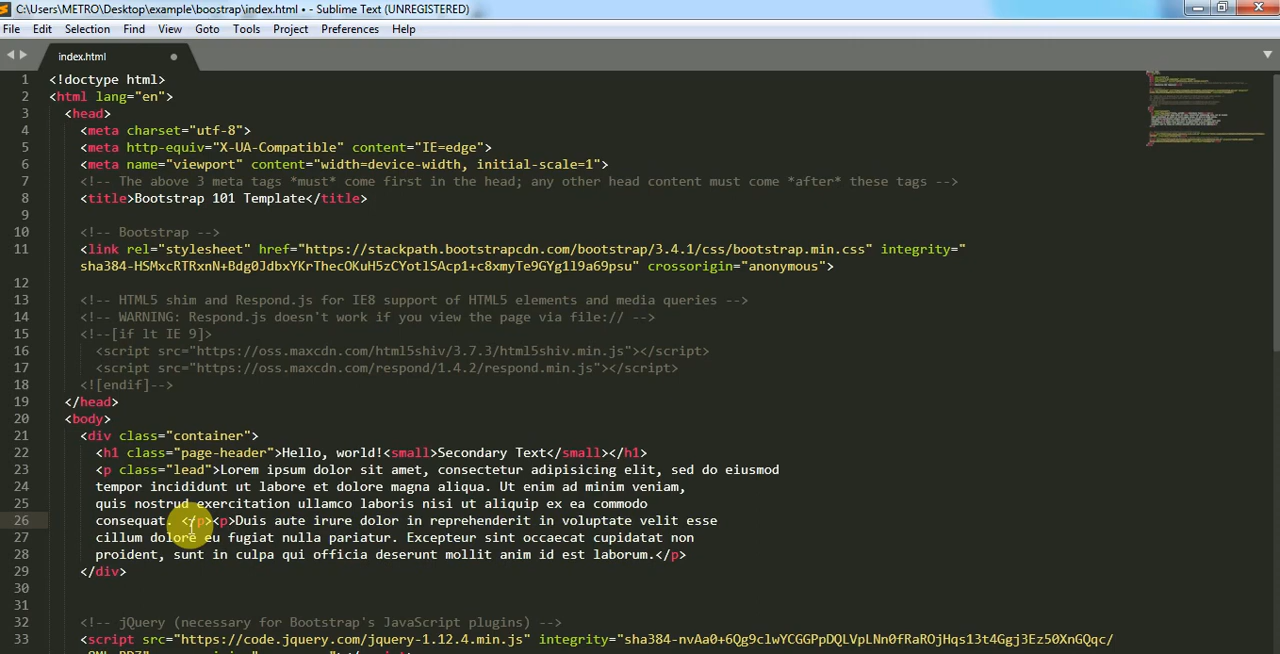 C:\Users\METRO\Desktop\example\boostrap\index.html • - Sublime Text (UNREGISTERED)
File Edit Selection Find View Goto Tools Project Preferences Help
index.html
1 <!doctype html>
2 <html lang="en">
3 <head>
4 <meta charset="utf-8">
5 <meta http-equiv="X-UA-Compatible" content="IE=edge">
6 <meta name="viewport" content="width=device-width, initial-scale=1">
7 <!-- The above 3 meta tags *must* come first in the head; any other head content must come *after* these tags -->
8 <title>Bootstrap 101 Template</title>
9
10 <!-- Bootstrap -->
11 <link rel="stylesheet" href="https://stackpath.bootstrapcdn.com/bootstrap/3.4.1/css/bootstrap.min.css" integrity="
sha384-HSMxcRTRxnN+Bdg0JdbxYKrThecOKuH5zCYotlSAcp1+c8xmyTe9GYg1l9a69psu" crossorigin="anonymous">
12
13 <!-- HTML5 shim and Respond.js for IE8 support of HTML5 elements and media queries -->
14 <!-- WARNING: Respond.js doesn't work if you view the page via file:// -->
15 <!--[if lt IE 9]>
16 <script src="https://oss.maxcdn.com/html5shiv/3.7.3/html5shiv.min.js"></script>
17 <script src="https://oss.maxcdn.com/respond/1.4.2/respond.min.js"></script>
18 <![endif]-->
19 </head>
20 <body>
21 <div class="container">
22 <h1 class="page-header">Hello, world!<small>Secondary Text</small></h1>
23 <p class="lead">Lorem ipsum dolor sit amet, consectetur adipisicing elit, sed do eiusmod
24 tempor incididunt ut labore et dolore magna aliqua. Ut enim ad minim veniam,
25 quis nostrud exercitation ullamco laboris nisi ut aliquip ex ea commodo
26 consequat. </p><p>Duis aute irure dolor in reprehenderit in voluptate velit esse
27 cillum dolore eu fugiat nulla pariatur. Excepteur sint occaecat cupidatat non
28 proident, sunt in culpa qui officia deserunt mollit anim id est laborum.</p>
29 </div>
30
31
32 <!-- jQuery (necessary for Bootstrap's JavaScript plugins) -->
33 <script src="https://code.jquery.com/jquery-1.12.4.min.js" integrity="sha384-nvAa0+6Qg9clwYCGGPpDQLVpLNn0fRaROjHqs13t4Ggj3Ez50XnGQqc/